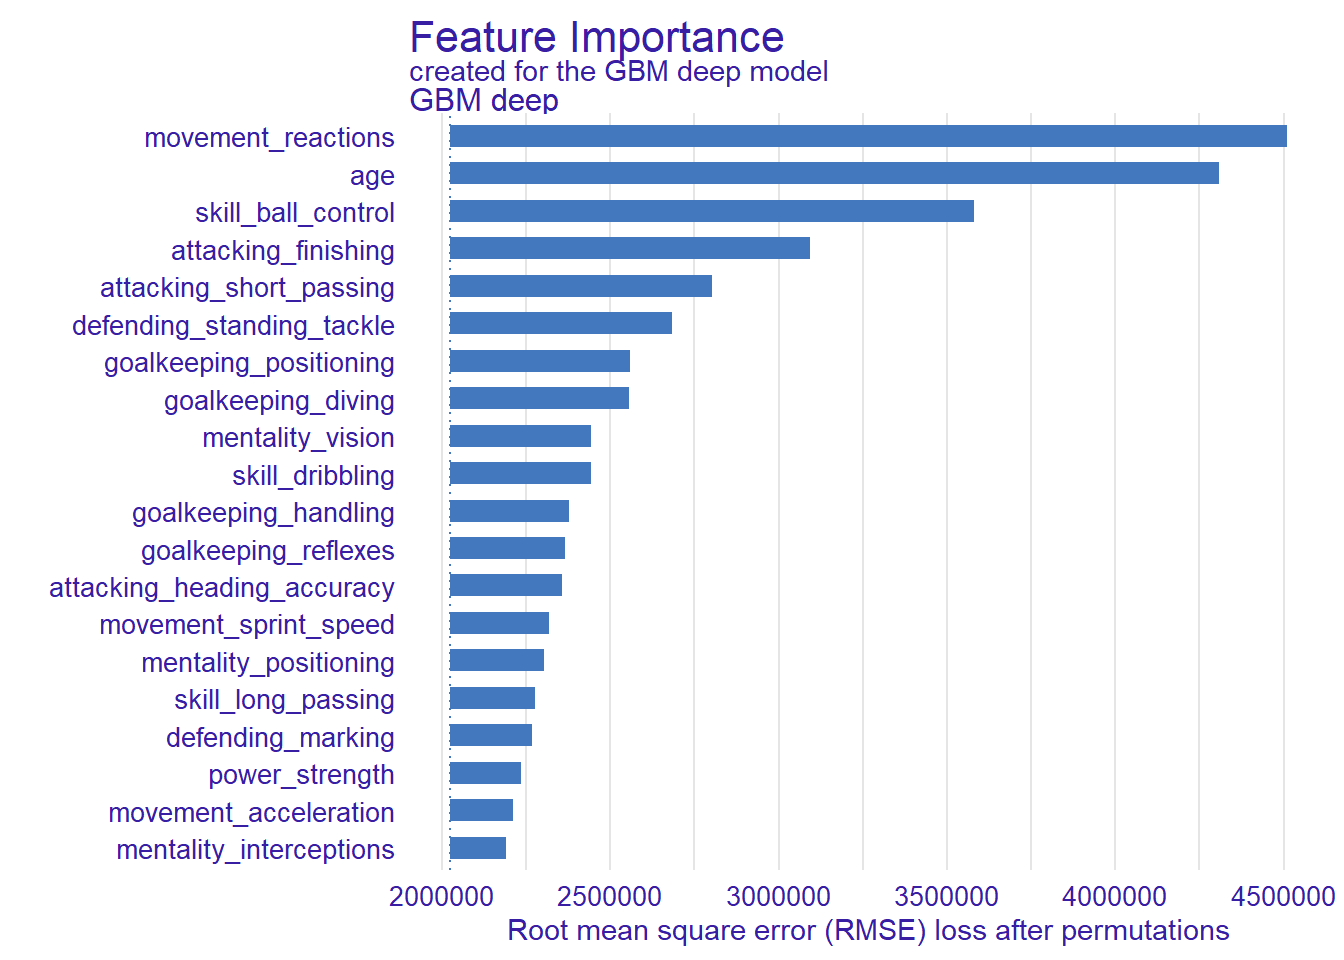 Feature Importance
created for the GBM deep model
GBM deep
movement_reactions
age
skill_ball_control
attacking_finishing
attacking_short_passing
defending_standing_tackle
goalkeeping_positioning
goalkeeping_diving
mentality_vision
skill_dribbling
goalkeeping_handling
goalkeeping_reflexes
attacking_heading_accuracy
movement_sprint_speed
mentality_positioning
skill_long_passing
defending_marking
power_strength
movement_acceleration
mentality_interceptions
2000000 2500000 3000000 3500000 4000000 4500000
Root mean square error (RMSE) loss after permutations